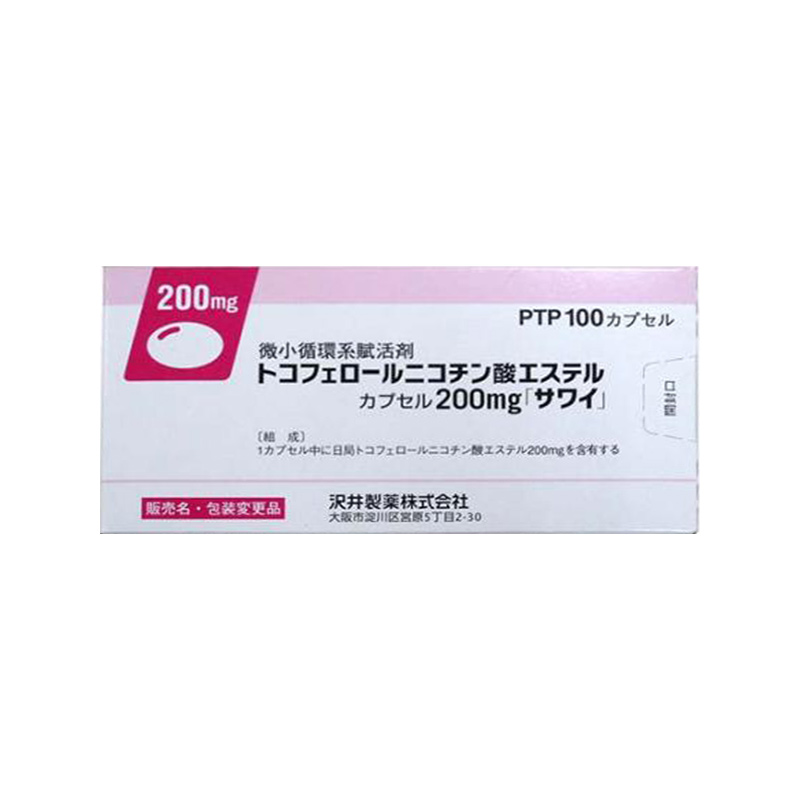 200mg
PTP 100カプセル
微小循環系賦活剤
トコフェロールニコチン酸エステル
カプセル 200mg「サワイ」
開封口
〔組 成〕
1カプセル中に日局トコフェロールニコチン酸エステル200mgを含有する
販売名・包装変更品
沢井製薬株式会社
大阪市淀川区宮原5丁目2-30